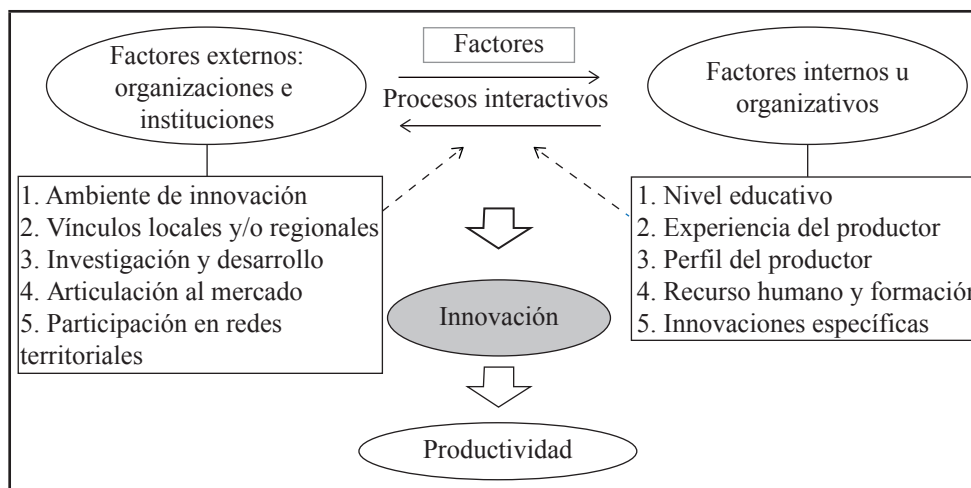 Factores externos:
organizaciones e
instituciones
Factores
Procesos interactivos
Factores internos u
organizativos
1. Ambiente de innovación
2. Vínculos locales y/o regionales
3. Investigación y desarrollo
4. Articulación al mercado
5. Participación en redes
territoriales
1. Nivel educativo
2. Experiencia del productor
3. Perfil del productor
4. Recurso humano y formación
5. Innovaciones específicas
Innovación
Productividad